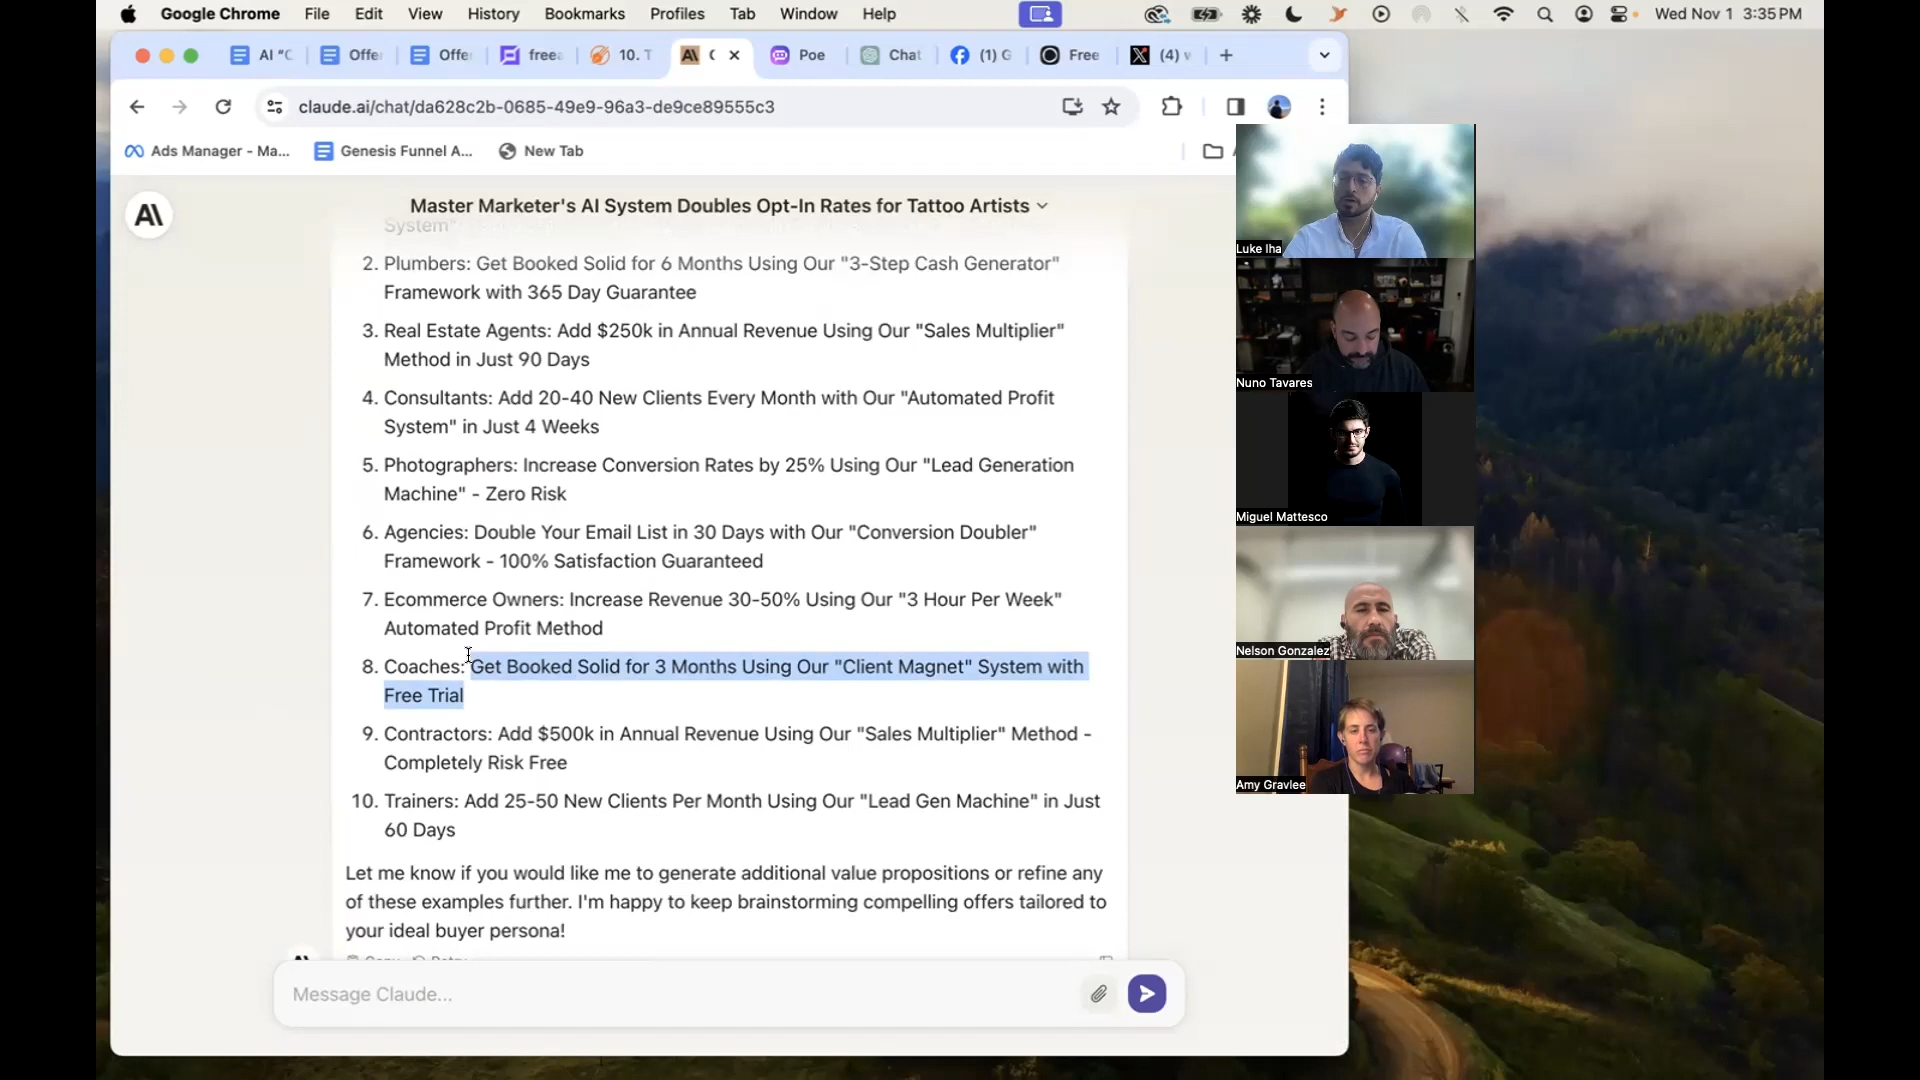 Google Chrome File Edit View History Bookmarks Profiles Tab Window Help Wed Nov 1 3:35 PM
AI "C Offe Offe freea 10. T C Poe Chat (1) G Free (4) w
claude.ai/chat/da628c2b-0685-49e9-96a3-de9ce89555c3
Ads Manager - Ma... Genesis Funnel A... New Tab
Master Marketer's AI System Doubles Opt-In Rates for Tattoo Artists
System"
2. Plumbers: Get Booked Solid for 6 Months Using Our "3-Step Cash Generator"
Framework with 365 Day Guarantee
3. Real Estate Agents: Add $250k in Annual Revenue Using Our "Sales Multiplier"
Method in Just 90 Days
4. Consultants: Add 20-40 New Clients Every Month with Our "Automated Profit
System" in Just 4 Weeks
5. Photographers: Increase Conversion Rates by 25% Using Our "Lead Generation
Machine" - Zero Risk
6. Agencies: Double Your Email List in 30 Days with Our "Conversion Doubler"
Framework - 100% Satisfaction Guaranteed
7. Ecommerce Owners: Increase Revenue 30-50% Using Our "3 Hour Per Week"
Automated Profit Method
8. Coaches: Get Booked Solid for 3 Months Using Our "Client Magnet" System with
Free Trial
9. Contractors: Add $500k in Annual Revenue Using Our "Sales Multiplier" Method -
Completely Risk Free
10. Trainers: Add 25-50 New Clients Per Month Using Our "Lead Gen Machine" in Just
60 Days
Let me know if you would like me to generate additional value propositions or refine any
of these examples further. I'm happy to keep brainstorming compelling offers tailored to
your ideal buyer persona!
Copy Retry
Message Claude...
Luke Iha
Nuno Tavares
Miguel Mattesco
Nelson Gonzalez
Amy Gravlee